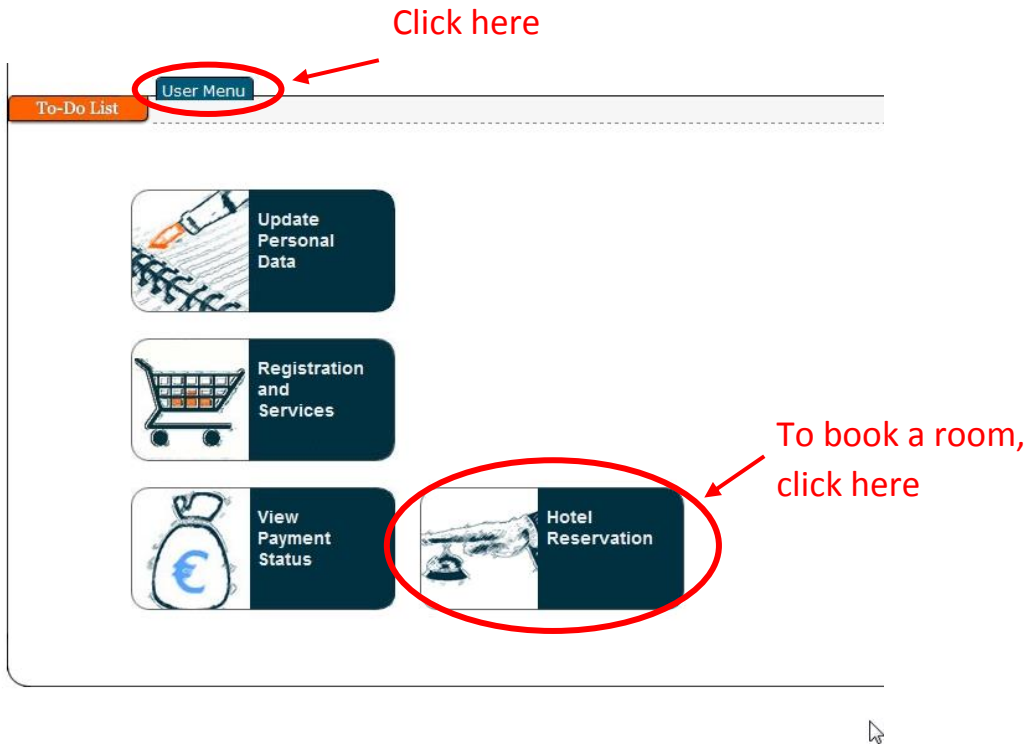 Click here
User Menu
To-Do List
Update
Personal
Data
Registration
and
Services
To book a room,
click here
View
Payment
Status
€
Hotel
Reservation